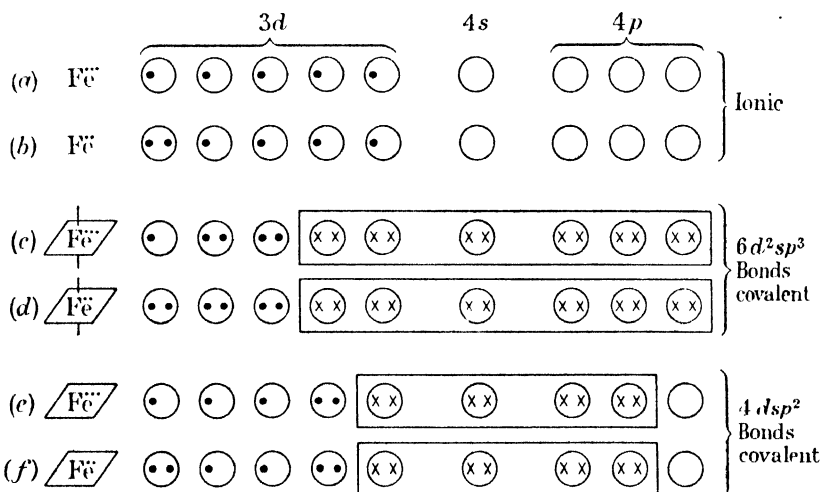 3d 4s 4p
(a) Fe···
Ionic
(b) Fe··
(c) Fe···
6 d²sp³
Bonds
covalent
(d) Fe··
(e) Fe···
4 dsp²
Bonds
covalent
(f) Fe··